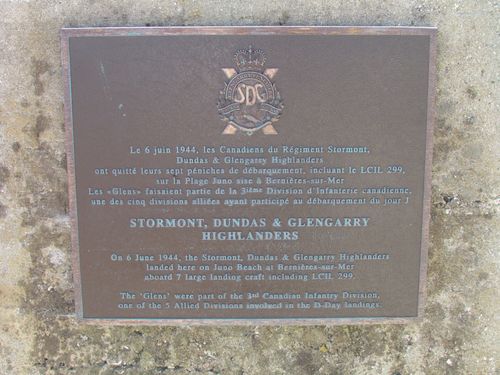 SDG
Le 6 juin 1944, les Canadiens du Régiment Stormont,
Dundas & Glengarry Highlanders
ont quitté leurs sept péniches de débarquement, incluant le LCIL 299,
sur la Plage Juno sise à Bernières-sur-Mer
Les «Glens» faisaient partie de la 3ième Division d'Infanterie canadienne,
une des cinq divisions alliées ayant participé au débarquement du jour J
STORMONT, DUNDAS & GLENGARRY
HIGHLANDERS
On 6 June 1944, the Stormont, Dundas & Glengarry Highlanders
landed here on Juno Beach at Bernières-sur-Mer
aboard 7 large landing craft including LCIL 299.
The 'Glens' were part of the 3rd Canadian Infantry Division,
one of the 5 Allied Divisions involved in the D-Day landings.